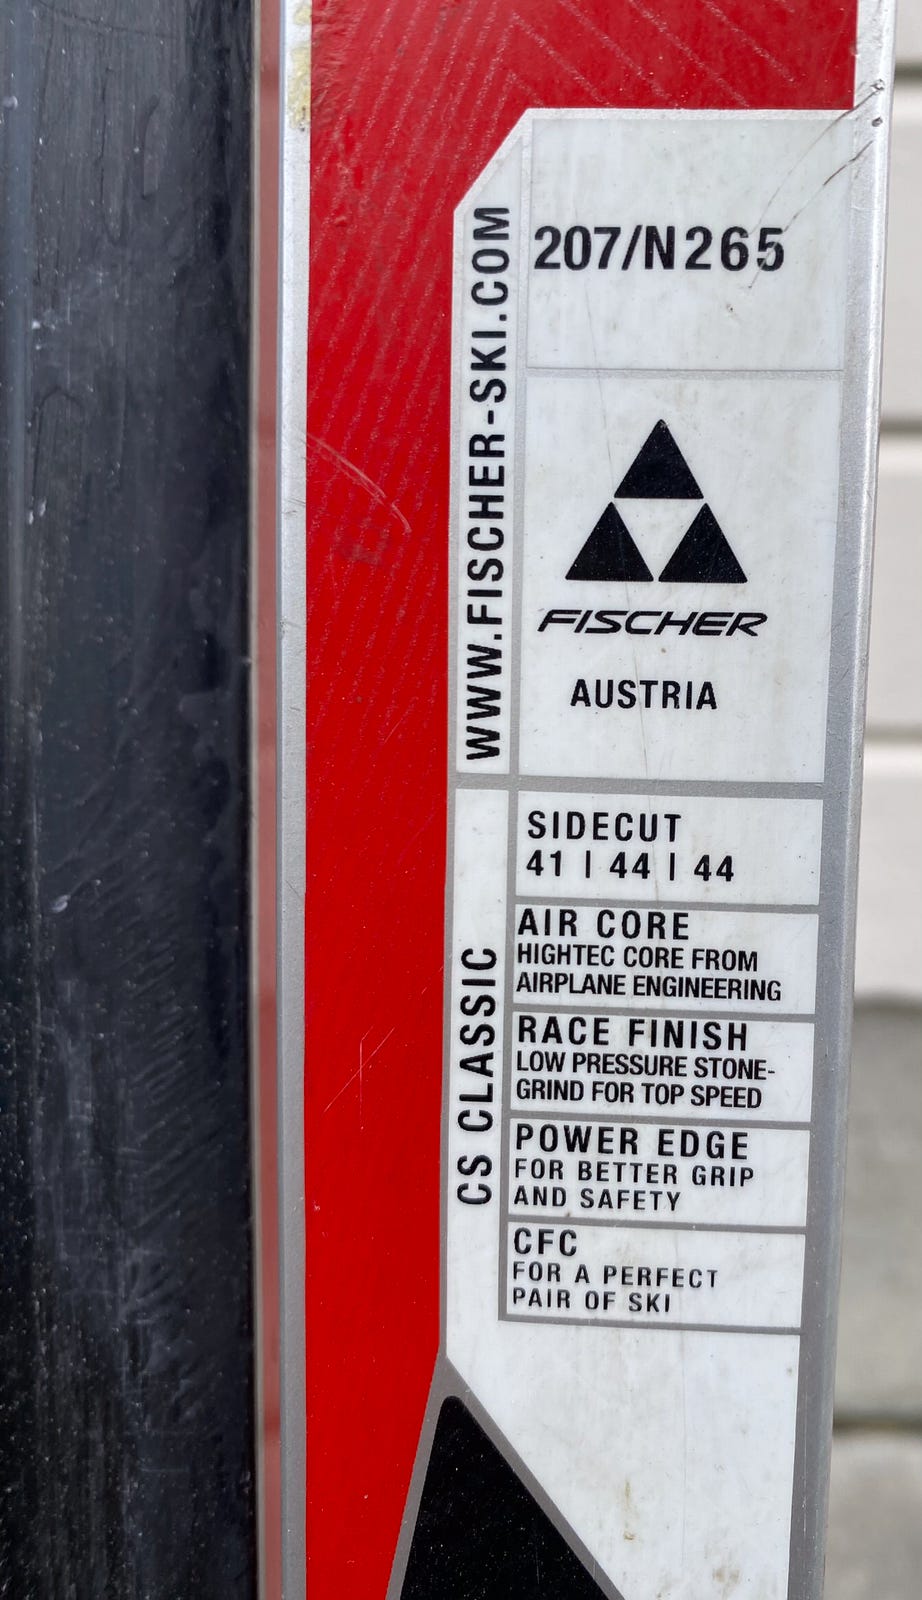 207/N265
WWW.FISCHER-SKI.COM
FISCHER
AUSTRIA
CS CLASSIC
SIDECUT
41 | 44 | 44
AIR CORE
HIGHTEC CORE FROM
AIRPLANE ENGINEERING
RACE FINISH
LOW PRESSURE STONE-
GRIND FOR TOP SPEED
POWER EDGE
FOR BETTER GRIP
AND SAFETY
CFC
FOR A PERFECT
PAIR OF SKI